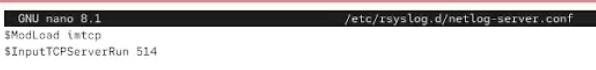 GNU nano 8.1 /etc/rsyslog.d/netlog-server.conf
$ModLoad imtcp
$InputTCPServerRun 514